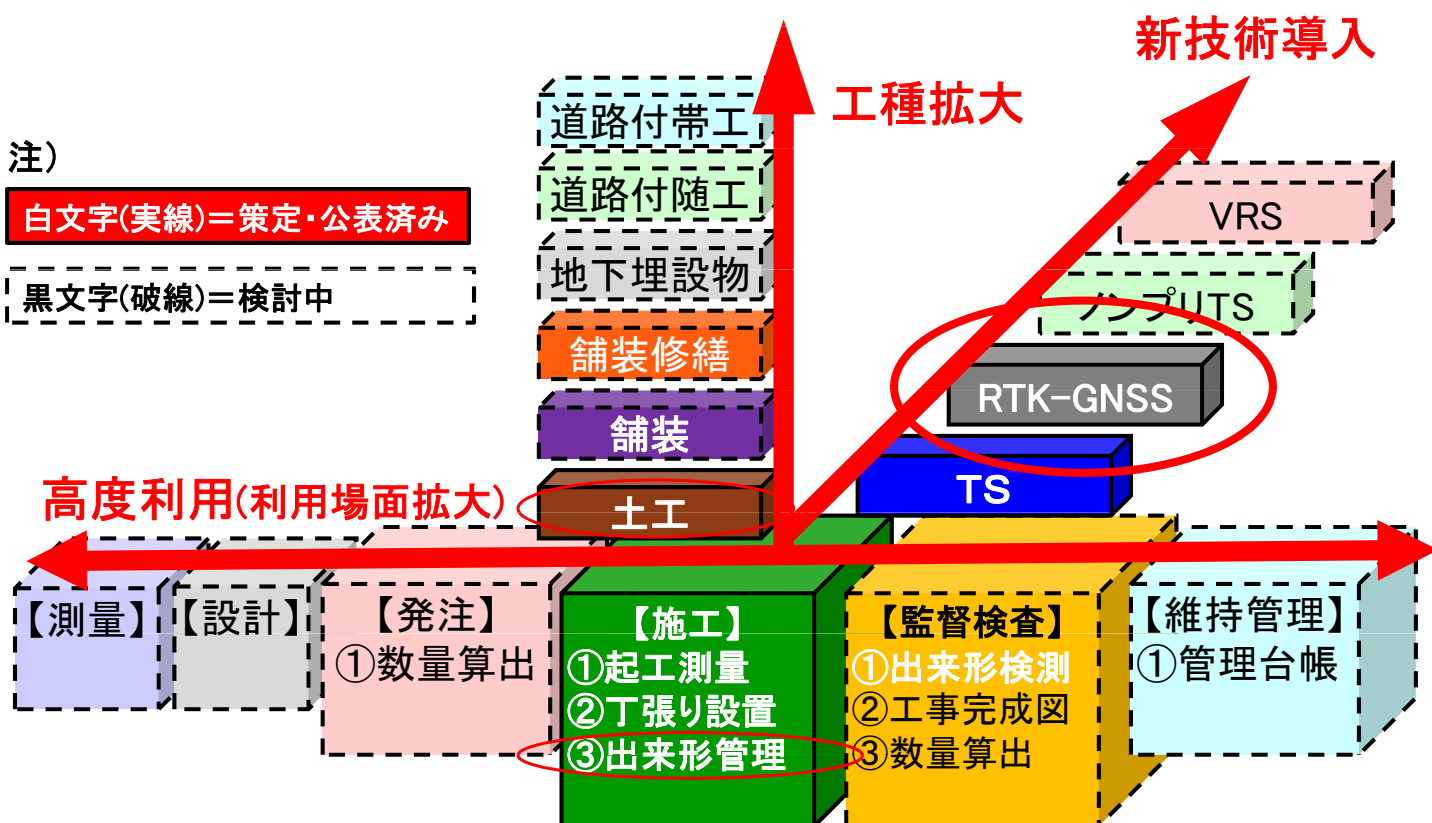 新技術導入
工種拡大
注）
白文字(実線)＝策定・公表済み
黒文字(破線)＝検討中
道路付帯工
道路付随工
地下埋設物
舗装修繕
舗装
土工
VRS
ノンプリTS
RTK-GNSS
TS
高度利用(利用場面拡大)
【測量】
【設計】
【発注】
①数量算出
【施工】
①起工測量
②丁張り設置
③出来形管理
【監督検査】
①出来形検測
②工事完成図
③数量算出
【維持管理】
①管理台帳